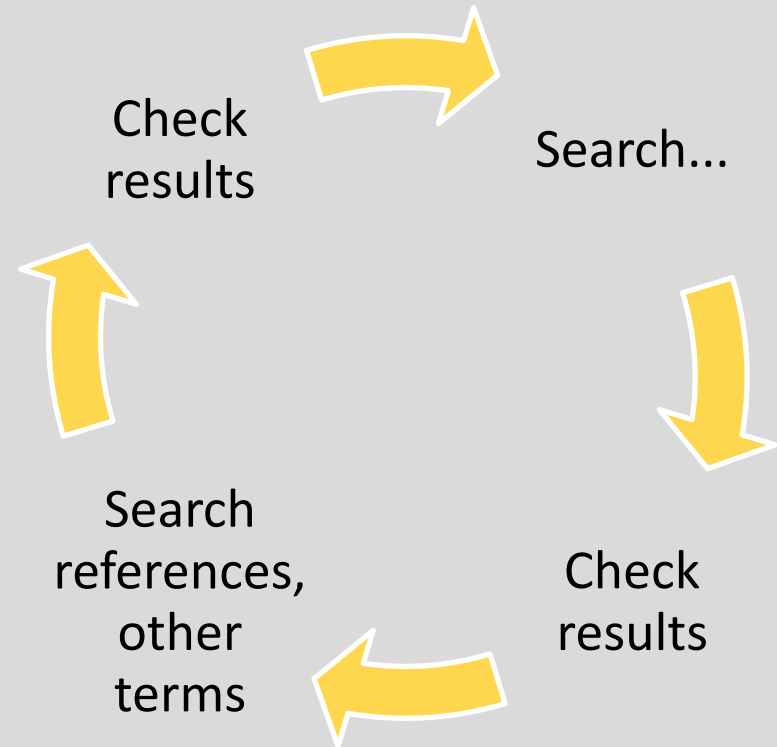 Check
results
Search...
Check
results
Search
references,
other
terms